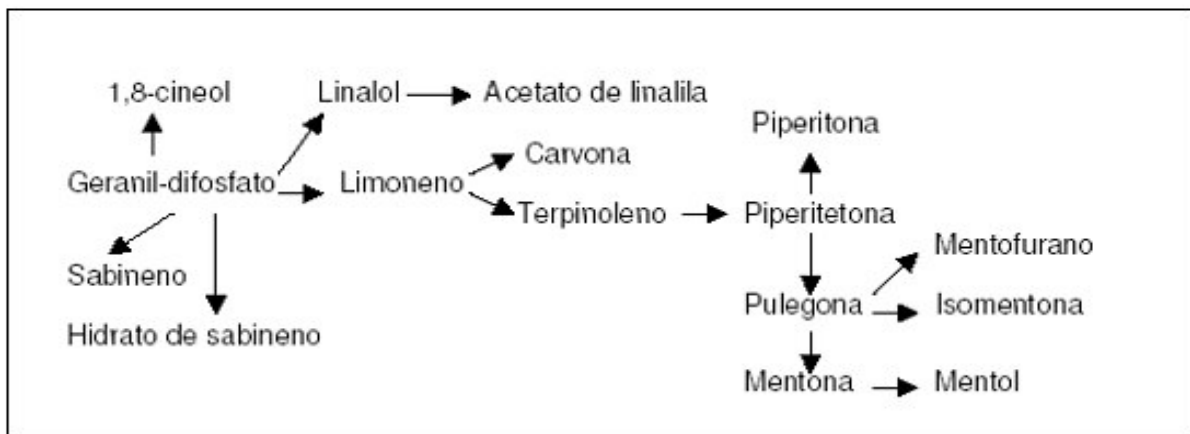 1,8-cineol
Linalol
Acetato de linalila
Piperitona
Carvona
Geranil-difosfato
Limoneno
Terpinoleno
Piperitetona
Mentofurano
Sabineno
Pulegona
Isomentona
Hidrato de sabineno
Mentona
Mentol